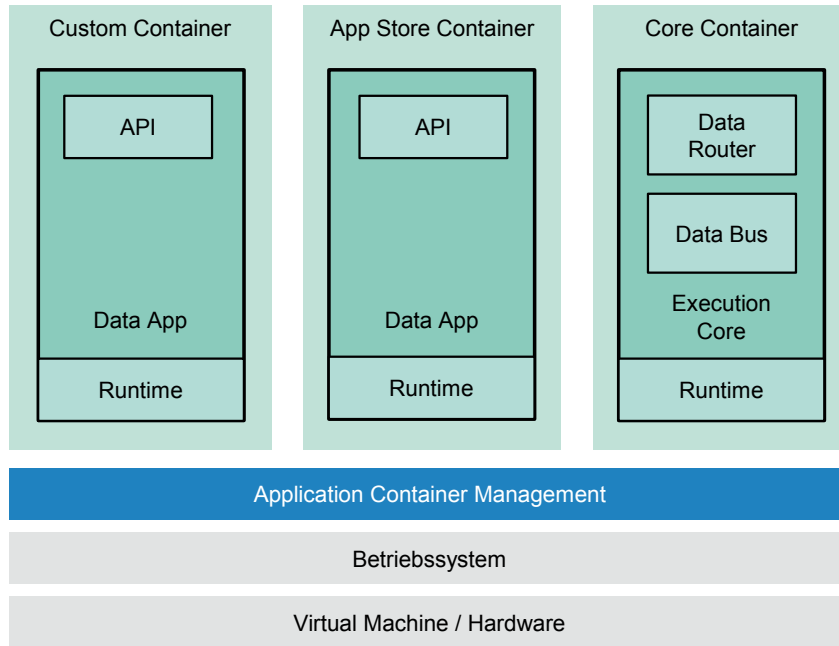 Custom Container
API
Data App
Runtime
App Store Container
API
Data App
Runtime
Core Container
Data
Router
Data Bus
Execution
Core
Runtime
Application Container Management
Betriebssystem
Virtual Machine / Hardware